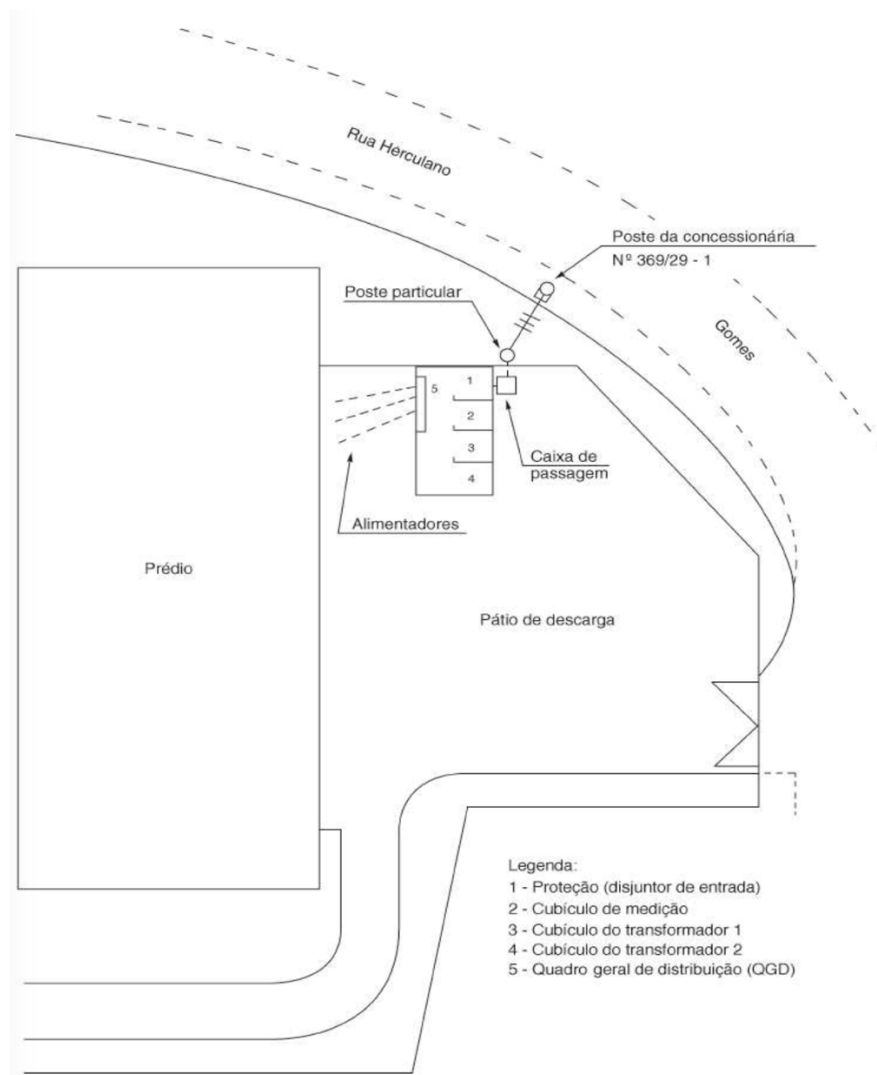 Rua Herculano
Poste da concessionária
Nº 369/29 - 1
Poste particular
Gomes
1
5
2
3
4
Caixa de
passagem
Alimentadores
Prédio
Pátio de descarga
Legenda:
1 - Proteção (disjuntor de entrada)
2 - Cubículo de medição
3 - Cubículo do transformador 1
4 - Cubículo do transformador 2
5 - Quadro geral de distribuição (QGD)